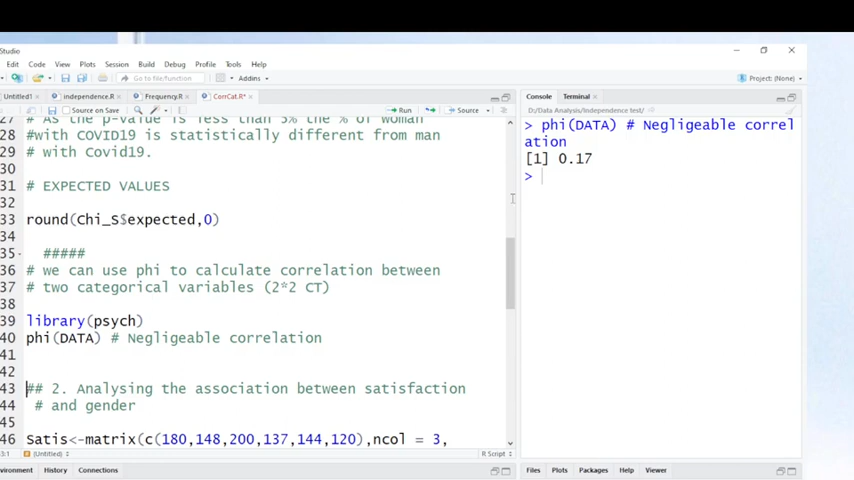 Studio
Edit Code View Plots Session Build Debug Profile Tools Help
Go to file/function Addins Project: (None)
Untitled1 independence.R Frequency.R CorrCat.R*
Source on Save Run Source
27 # As the p-value is less than 5% the % of woman
28 #with COVID19 is statistically different from man
29 # with Covid19.
30
31 # EXPECTED VALUES
32
33 round(Chi_S$expected,0)
34
35 #####
36 # we can use phi to calculate correlation between
37 # two categorical variables (2*2 CT)
38
39 library(psych)
40 phi(DATA) # Negligeable correlation
41
42
43 ## 2. Analysing the association between satisfaction
44 # and gender
45
46 Satis<-matrix(c(180,148,200,137,144,120),ncol = 3,
3:1 (Untitled) R Script
nvironment History Connections
Console Terminal
D:/Data Analysis/Independence test/
> phi(DATA) # Negligeable correl
ation
[1] 0.17
>
Files Plots Packages Help Viewer